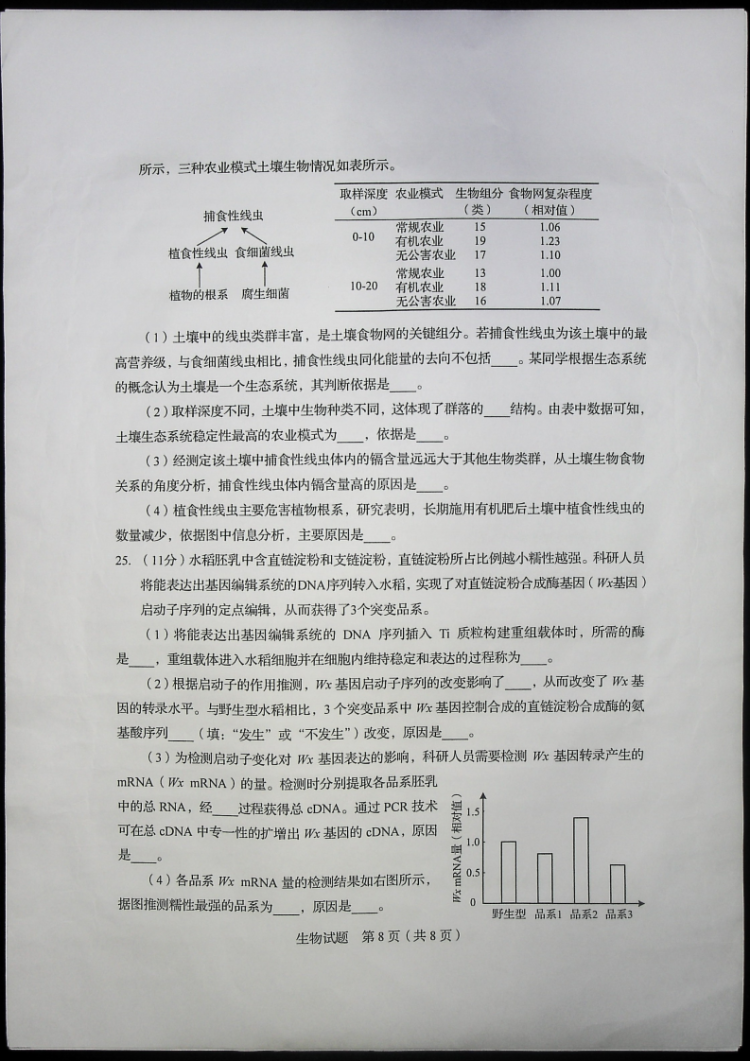 所示，三种农业模式土壤生物情况如表所示。
捕食性线虫
植食性线虫 食细菌线虫
植物的根系 腐生细菌
取样深度 农业模式 生物组分 食物网复杂程度
（cm） （类） （相对值）
常规农业 15 1.06
0-10 有机农业 19 1.23
无公害农业 17 1.10
常规农业 13 1.00
10-20 有机农业 18 1.11
无公害农业 16 1.07
（1）土壤中的线虫类群丰富，是土壤食物网的关键组分。若捕食性线虫为该土壤中的最
高营养级，与食细菌线虫相比，捕食性线虫同化能量的去向不包括____。某同学根据生态系统
的概念认为土壤是一个生态系统，其判断依据是____。
（2）取样深度不同，土壤中生物种类不同，这体现了群落的____结构。由表中数据可知，
土壤生态系统稳定性最高的农业模式为____，依据是____。
（3）经测定该土壤中捕食性线虫体内的镉含量远远大于其他生物类群，从土壤生物食物
关系的角度分析，捕食性线虫体内镉含量高的原因是____。
（4）植食性线虫主要危害植物根系，研究表明，长期施用有机肥后土壤中植食性线虫的
数量减少，依据图中信息分析，主要原因是____。
25.（11分）水稻胚乳中含直链淀粉和支链淀粉，直链淀粉所占比例越小糯性越强。科研人员
将能表达出基因编辑系统的DNA序列转入水稻，实现了对直链淀粉合成酶基因（Wx基因）
启动子序列的定点编辑，从而获得了3个突变品系。
（1）将能表达出基因编辑系统的 DNA 序列插入 Ti 质粒构建重组载体时，所需的酶
是____，重组载体进入水稻细胞并在细胞内维持稳定和表达的过程称为____。
（2）根据启动子的作用推测，Wx 基因启动子序列的改变影响了____，从而改变了 Wx 基
因的转录水平。与野生型水稻相比，3 个突变品系中 Wx 基因控制合成的直链淀粉合成酶的氨
基酸序列____（填：“发生”或“不发生”）改变，原因是____。
（3）为检测启动子变化对 Wx 基因表达的影响，科研人员需要检测 Wx 基因转录产生的
mRNA（Wx mRNA）的量。检测时分别提取各品系胚乳
中的总 RNA，经____过程获得总 cDNA。通过 PCR 技术
可在总 cDNA 中专一性的扩增出 Wx 基因的 cDNA，原因
是____。
（4）各品系 Wx mRNA 量的检测结果如右图所示，
据图推测糯性最强的品系为____，原因是____。
Wx mRNA量（相对值）
1.5
1.0
0.5
0
野生型 品系1 品系2 品系3
生物试题 第8页（共8页）